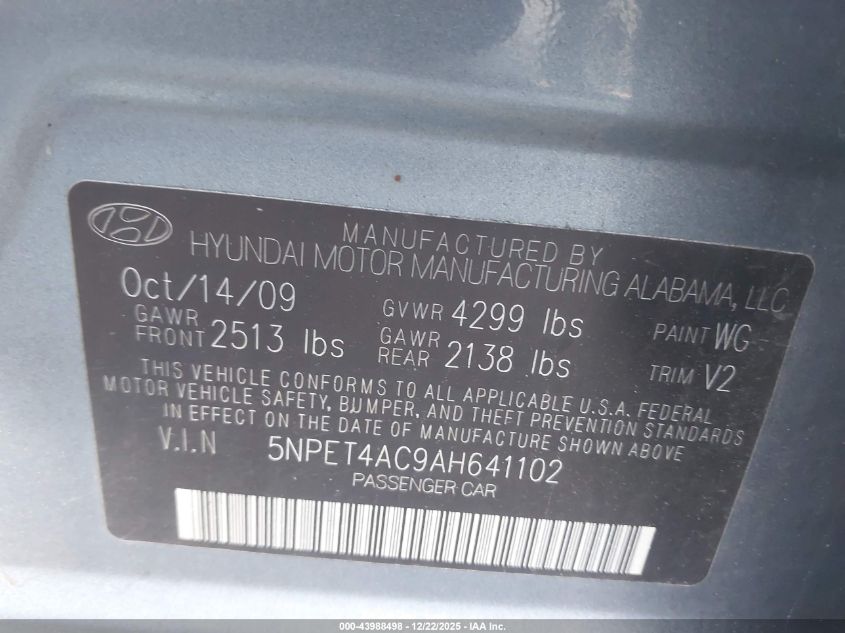 MANUFACTURED BY
HYUNDAI MOTOR MANUFACTURING ALABAMA, LLC
Oct/14/09 GVWR 4299 lbs PAINT WG
GAWR FRONT 2513 lbs GAWR REAR 2138 lbs TRIM V2
THIS VEHICLE CONFORMS TO ALL APPLICABLE U.S.A. FEDERAL
MOTOR VEHICLE SAFETY, BUMPER, AND THEFT PREVENTION STANDARDS
IN EFFECT ON THE DATE OF MANUFACTURE SHOWN ABOVE
V.I.N 5NPET4AC9AH641102
PASSENGER CAR
000-43988498 - 12/22/2025 - IAA Inc.